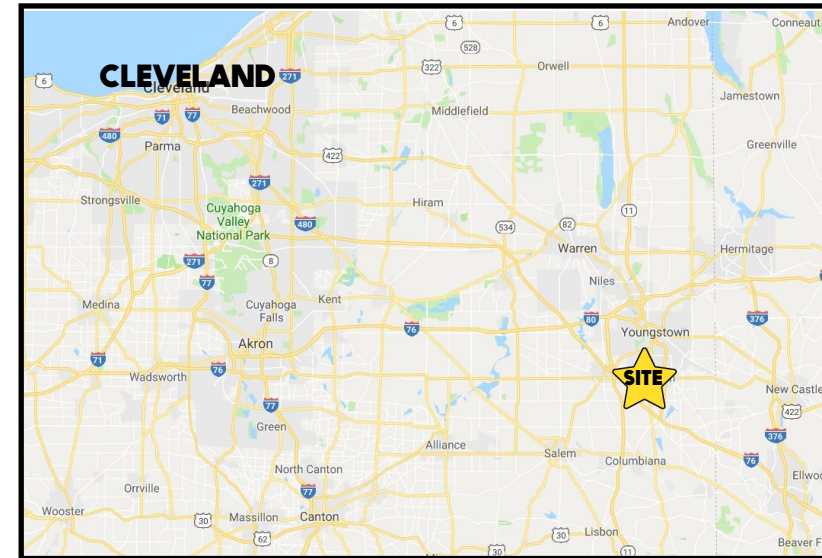 6
6
Andover
Conneaut
528
322
Orwell
CLEVELAND
271
Cleveland
6
Jamestown
Beachwood
Middlefield
71
77
480
Parma
422
Greenville
271
Strongsville
Hiram
Cuyahoga
Valley
National Park
11
480
82
534
Warren
Hermitage
271
8
77
Niles
Medina
Cuyahoga
Falls
Kent
80
376
76
Youngstown
Akron
71
76
Wadsworth
SITE
New Castle
77
422
Green
376
Alliance
Salem
Columbiana
76
North Canton
Ellwo
Orrville
77
Wooster
30
Massillon
Canton
62
30
Lisbon
30
11
Beaver F